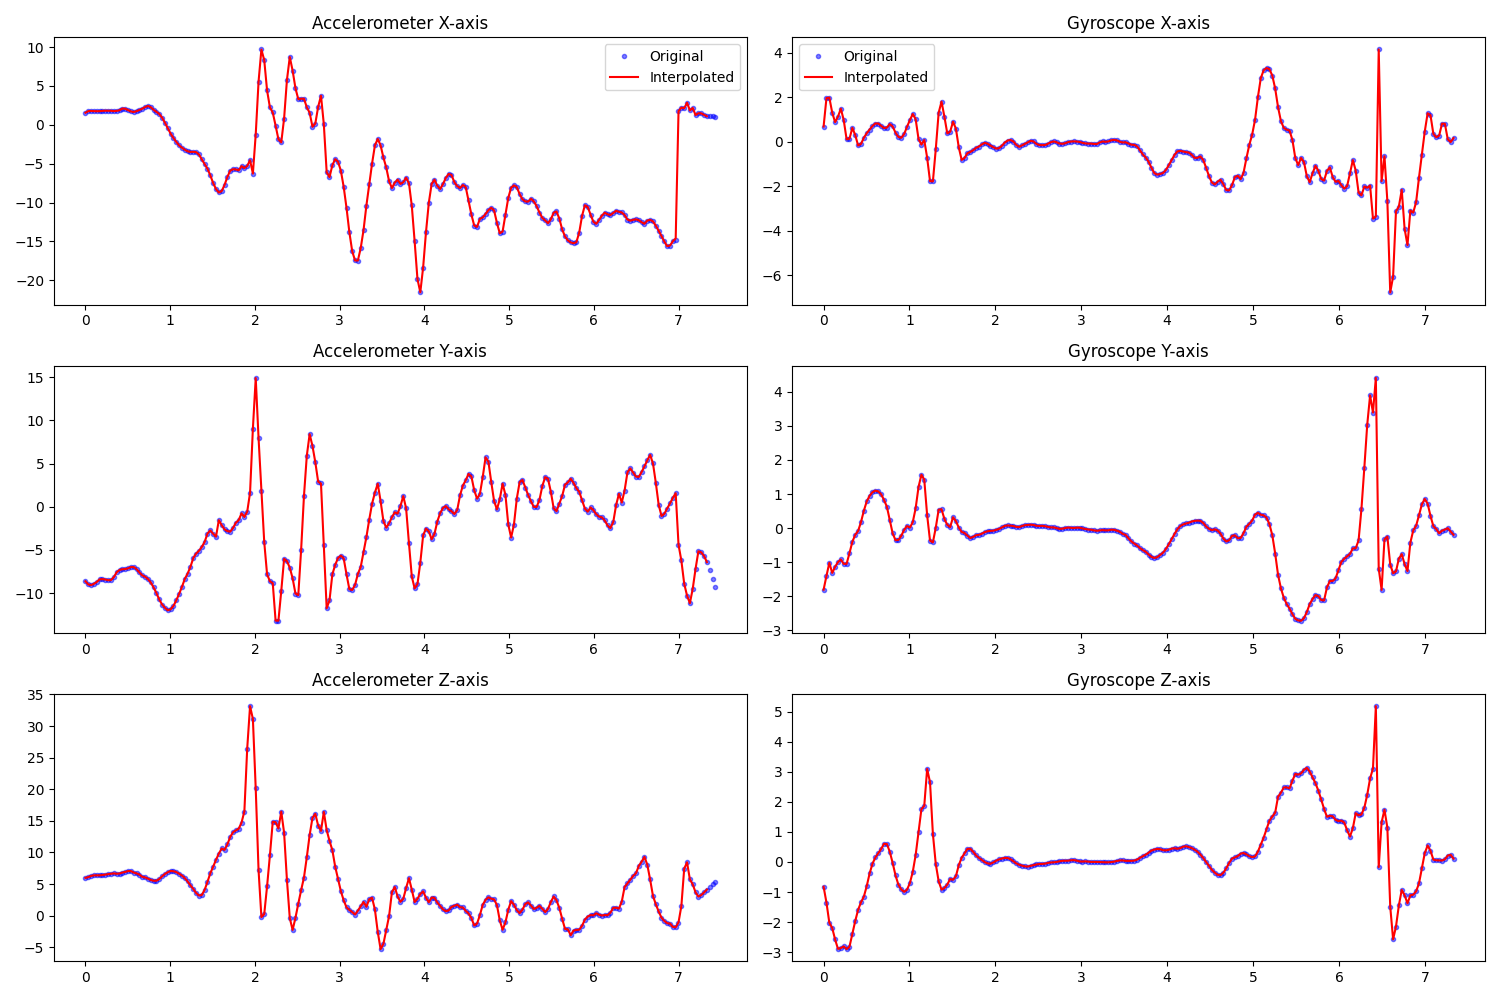 Accelerometer X-axis
10
5
0
−5
−10
−15
−20
Original
Interpolated
0 1 2 3 4 5 6 7
Gyroscope X-axis
4
2
0
−2
−4
−6
Original
Interpolated
0 1 2 3 4 5 6 7
Accelerometer Y-axis
15
10
5
0
−5
−10
0 1 2 3 4 5 6 7
Gyroscope Y-axis
4
3
2
1
0
−1
−2
−3
0 1 2 3 4 5 6 7
Accelerometer Z-axis
35
30
25
20
15
10
5
0
−5
0 1 2 3 4 5 6 7
Gyroscope Z-axis
5
4
3
2
1
0
−1
−2
−3
0 1 2 3 4 5 6 7